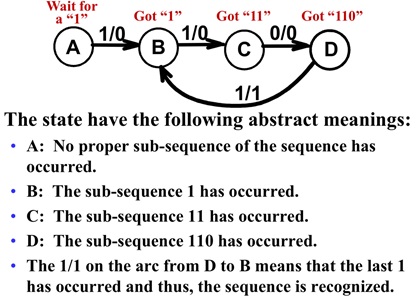 Wait for
a "1"
Got "1"
Got "11"
Got "110"
A
1/0
B
1/0
C
0/0
D
1/1
The state have the following abstract meanings:
• A: No proper sub-sequence of the sequence has
occurred.
• B: The sub-sequence 1 has occurred.
• C: The sub-sequence 11 has occurred.
• D: The sub-sequence 110 has occurred.
• The 1/1 on the arc from D to B means that the last 1
has occurred and thus, the sequence is recognized.